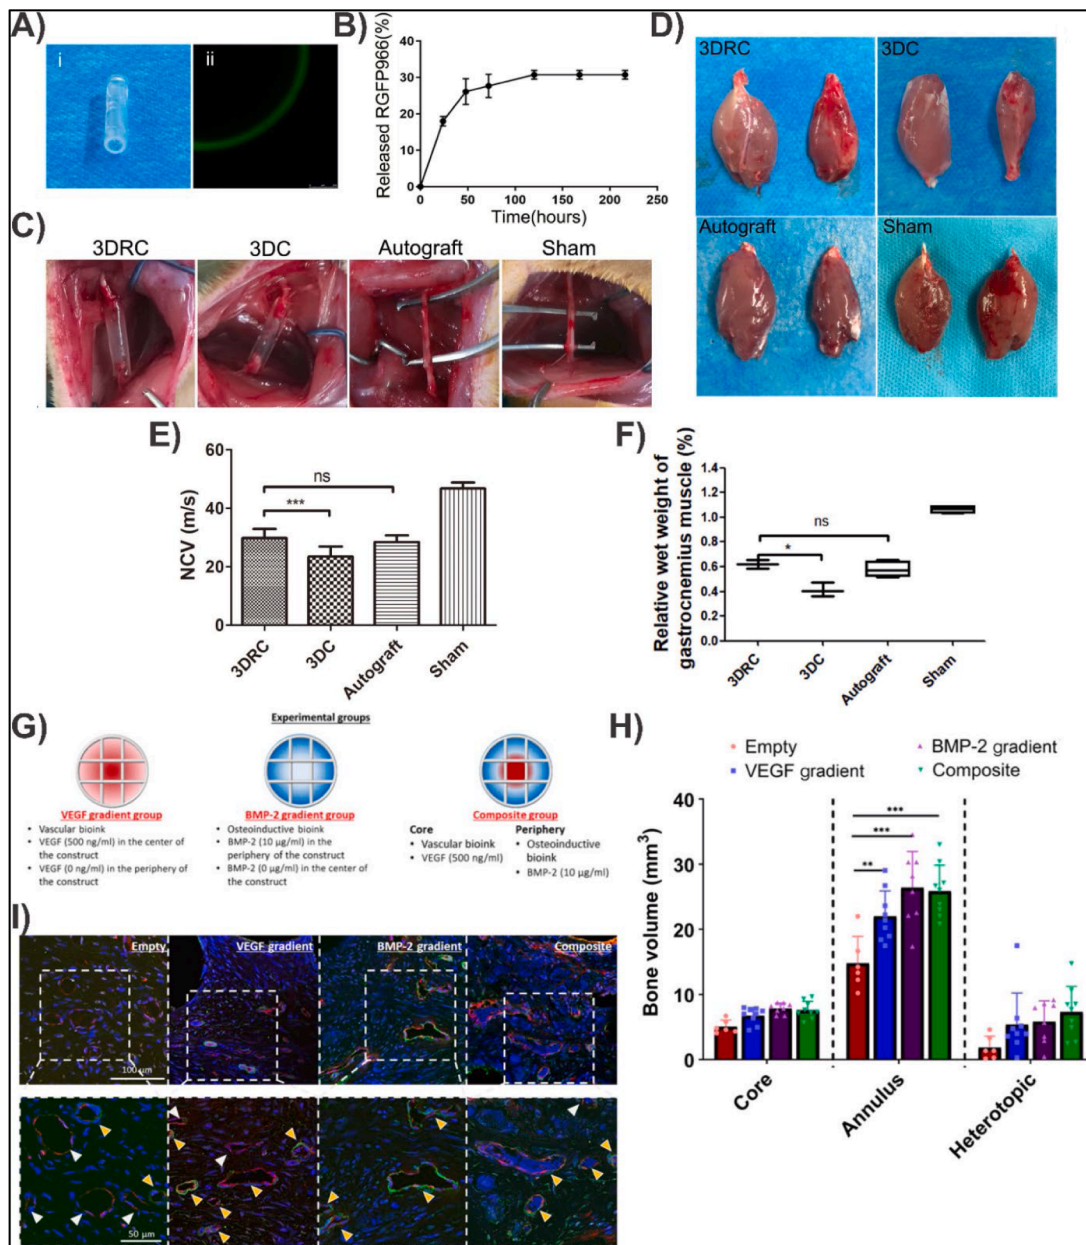 A)
i
ii
B)
Released RGFP966(%)
40
30
20
10
0
0
50
100
150
200
250
Time(hours)
C)
3DRC
3DC
Autograft
Sham
D)
3DRC
3DC
Autograft
Sham
E)
NCV (m/s)
60
40
20
0
ns
***
3DRC
3DC
Autograft
Sham
F)
Relative wet weight of
gastrocnemius muscle (%)
1.4
1.2
1.0
0.6
0.4
0.2
0.0
ns
*
3DRC
3DC
Autograft
Sham
G)
Experimental groups
VEGF gradient group
• Vascular bioink
• VEGF (500 ng/ml) in the center of
the construct
• VEGF (0 ng/ml) in the periphery of
the construct
BMP-2 gradient group
• Osteoinductive bioink
• BMP-2 (10 µg/ml) in the
periphery of the construct
• BMP-2 (0 µg/ml) in the center of
the construct
Composite group
Core
• Vascular bioink
• VEGF (500 ng/ml)
Periphery
• Osteoinductive
bioink
• BMP-2 (10 µg/ml)
H)
Empty
VEGF gradient
BMP-2 gradient
Composite
Bone volume (mm³)
40
30
20
10
0
***
***
**
Core
Annulus
Heterotopic
I)
Empty
VEGF gradient
BMP-2 gradient
Composite
100 µm
50 µm